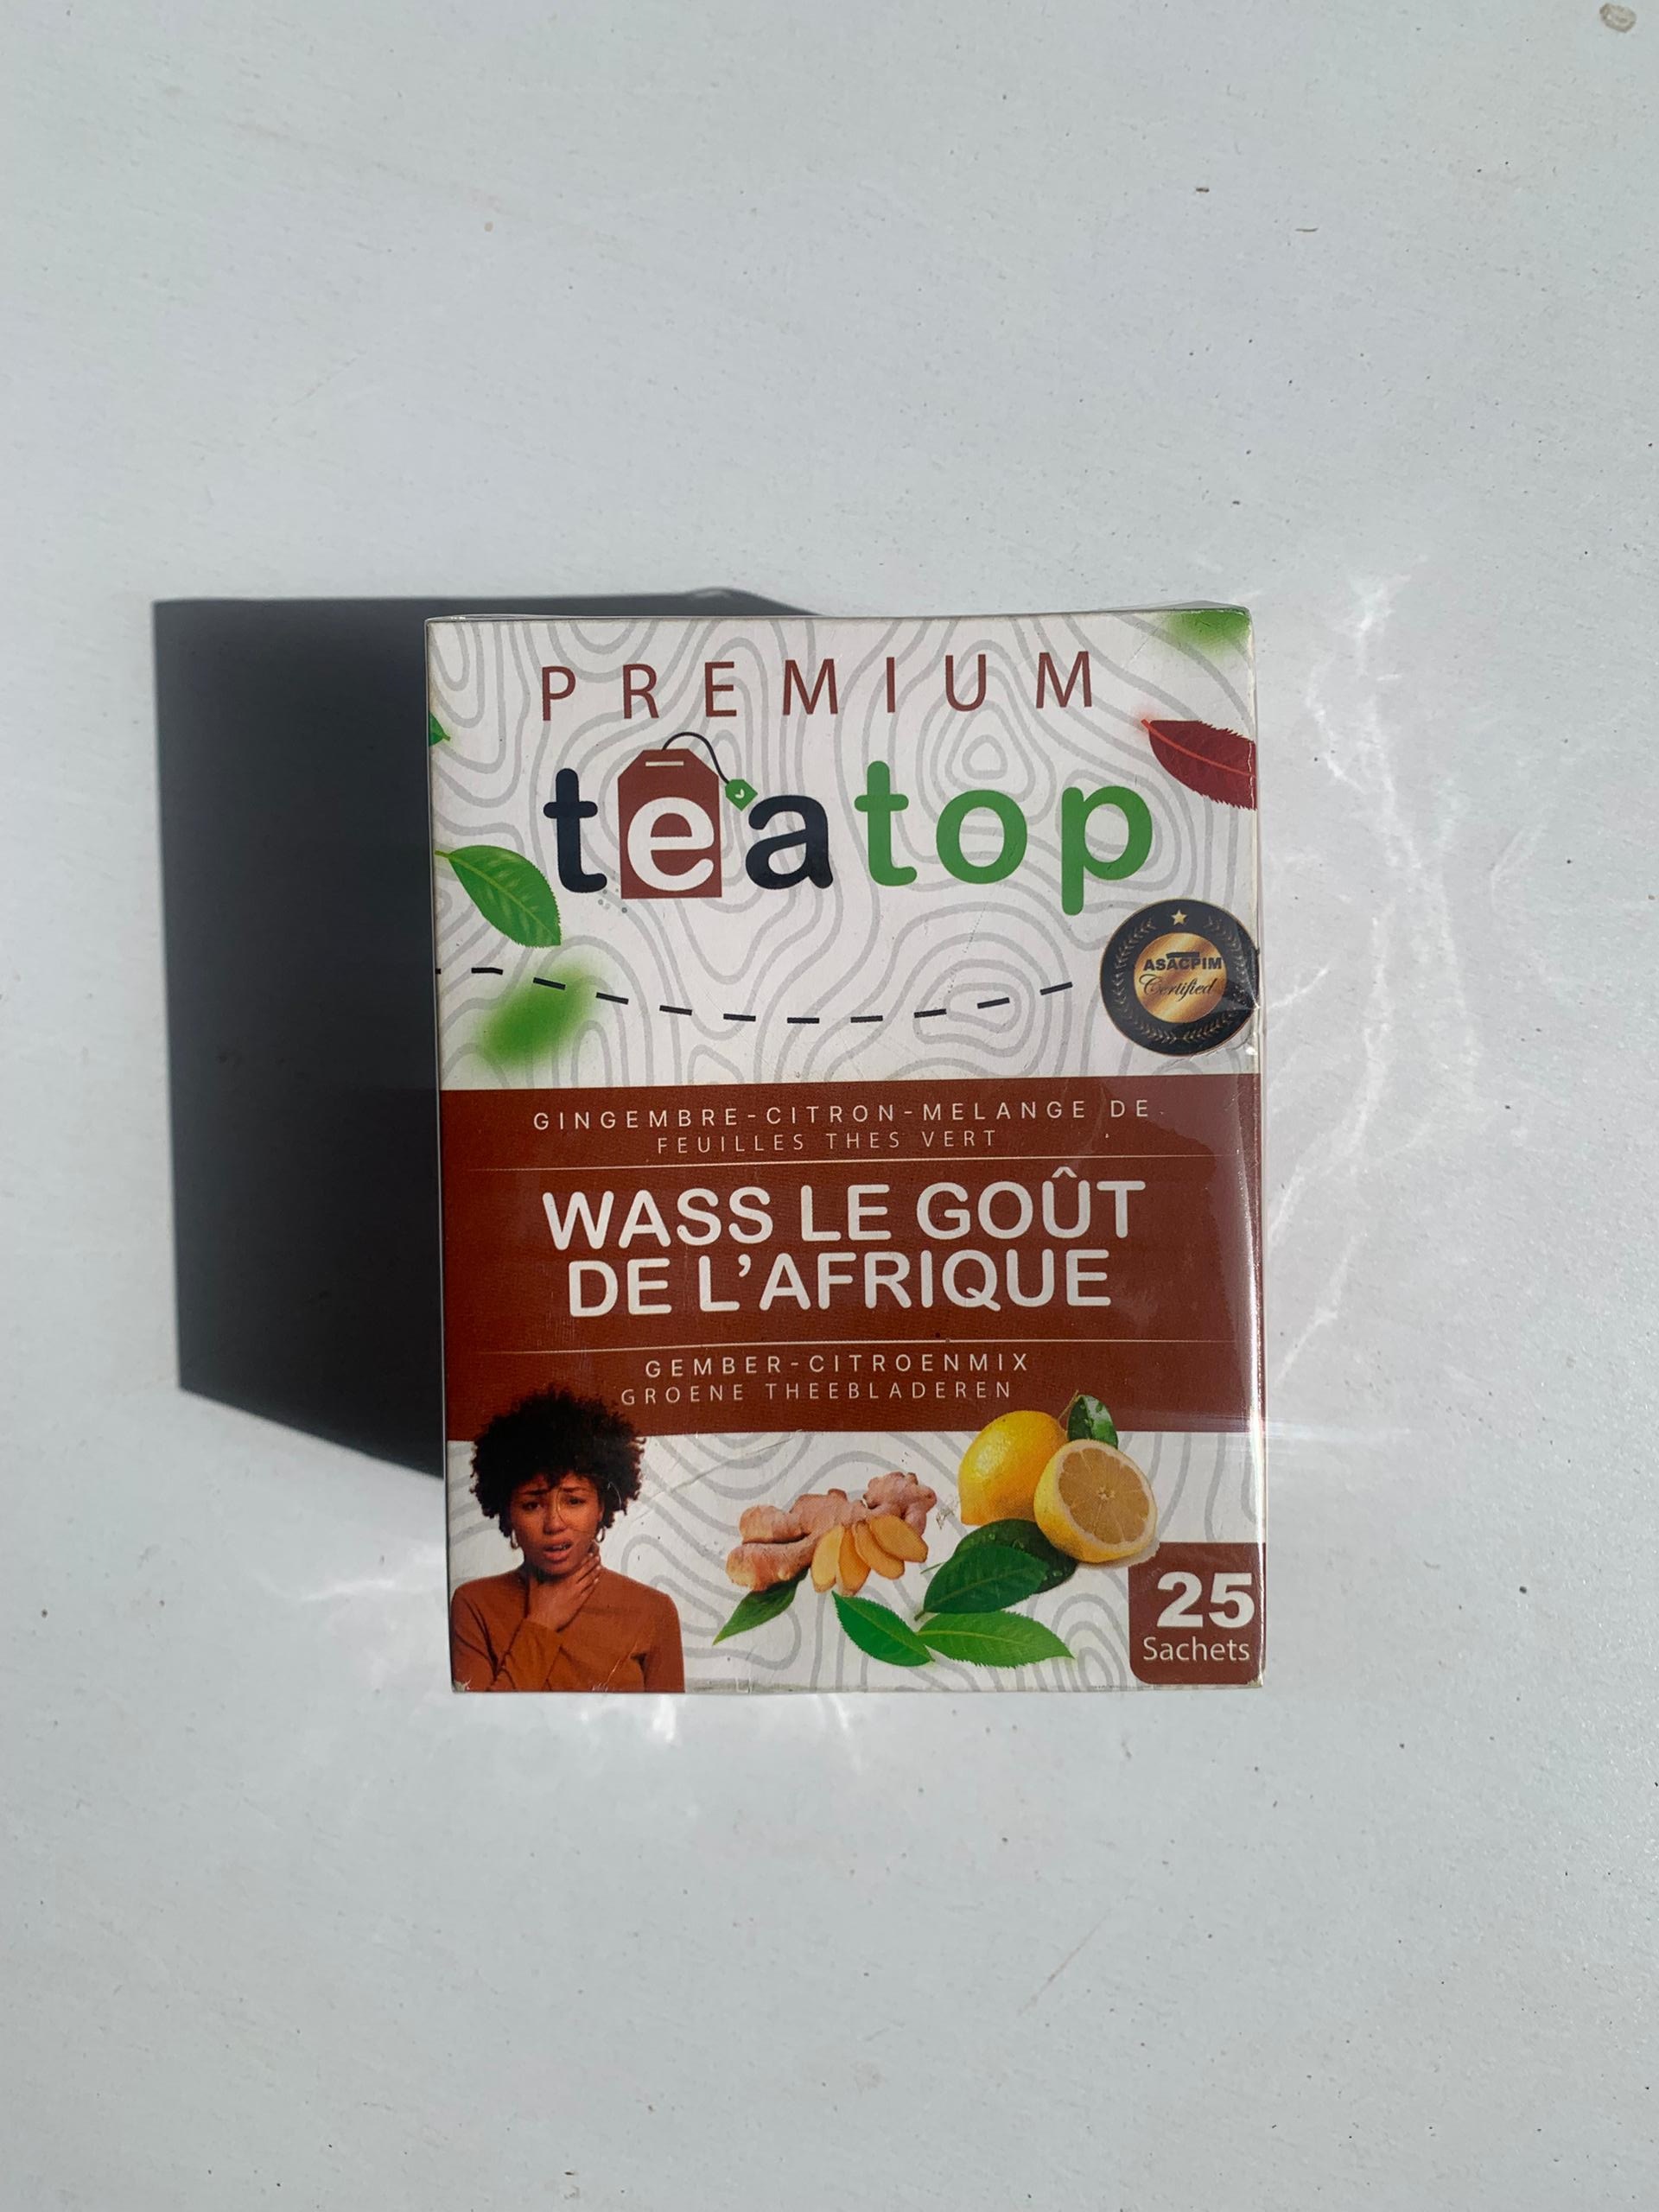 PREMIUM
teatop
ASACPIM
Certified
GINGEMBRE-CITRON-MELANGE DE
FEUILLES THES VERT
WASS LE GOÛT
DE L'AFRIQUE
GEMBER-CITROENMIX
GROENE THEEBLADEREN
25
Sachets